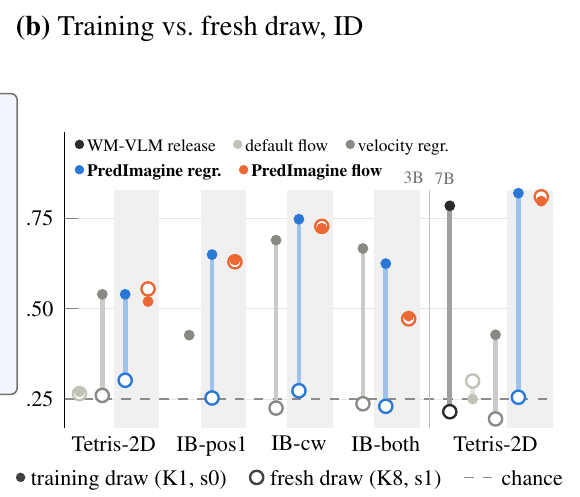 (b) Training vs. fresh draw, ID
WM-VLM release default flow velocity regr.
PredImagine regr. PredImagine flow
3B 7B
.75
.50
.25
Tetris-2D IB-pos1 IB-cw IB-both Tetris-2D
training draw (K1, s0) fresh draw (K8, s1) chance